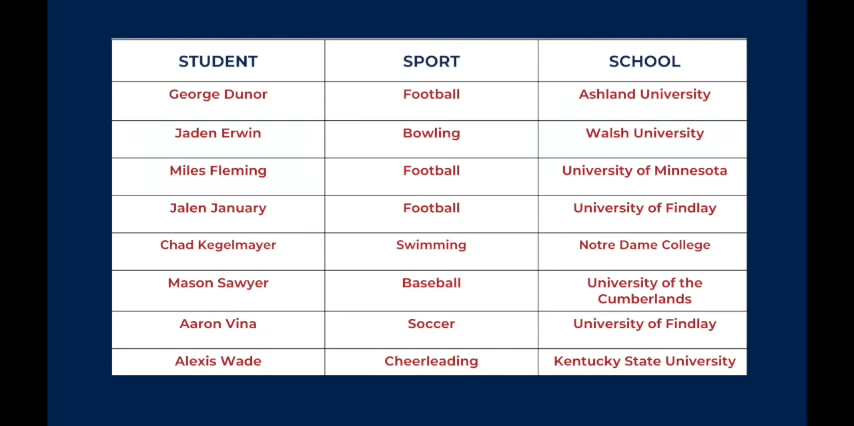 STUDENT SPORT SCHOOL
George Dunor Football Ashland University
Jaden Erwin Bowling Walsh University
Miles Fleming Football University of Minnesota
Jalen January Football University of Findlay
Chad Kegelmayer Swimming Notre Dame College
Mason Sawyer Baseball University of the
Cumberlands
Aaron Vina Soccer University of Findlay
Alexis Wade Cheerleading Kentucky State University